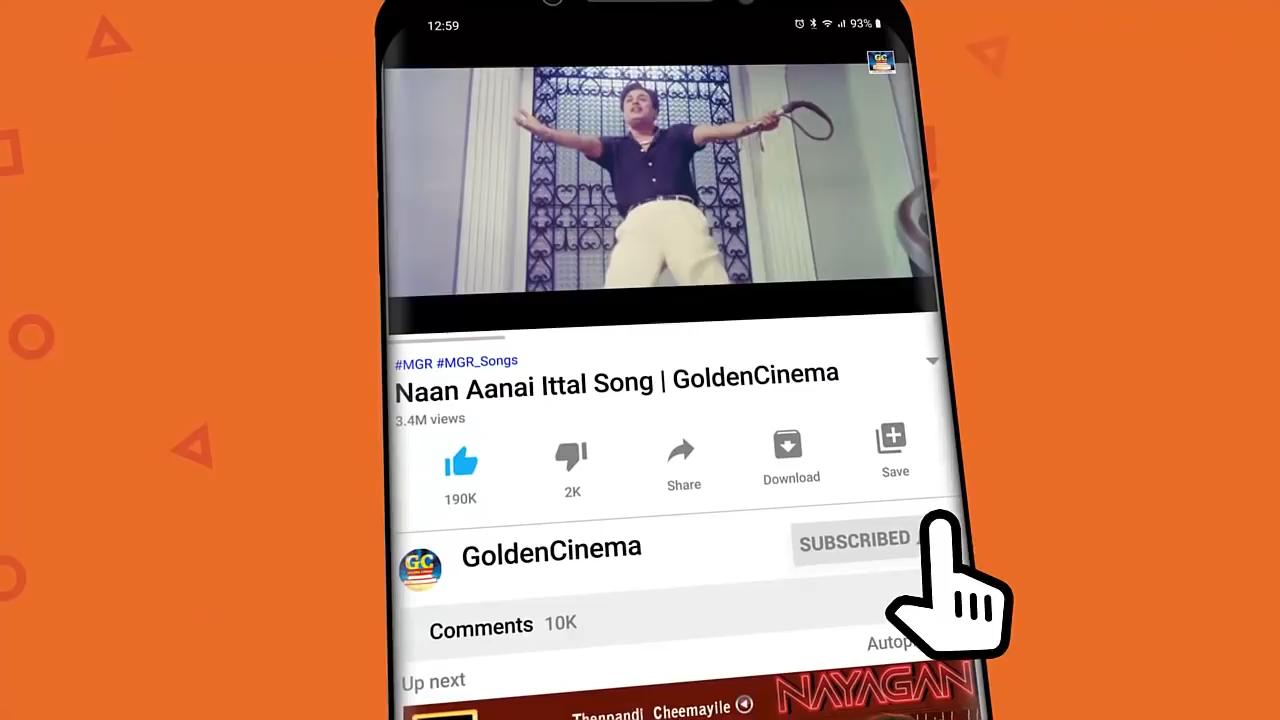 12:59
93%
GC
#MGR #MGR_Songs
Naan Aanai Ittal Song | GoldenCinema
3.4M views
190K
2K
Share
Download
Save
GC
GoldenCinema
SUBSCRIBED
Comments 10K
Up next
NAYAGAN
Thenpandi Cheemayile